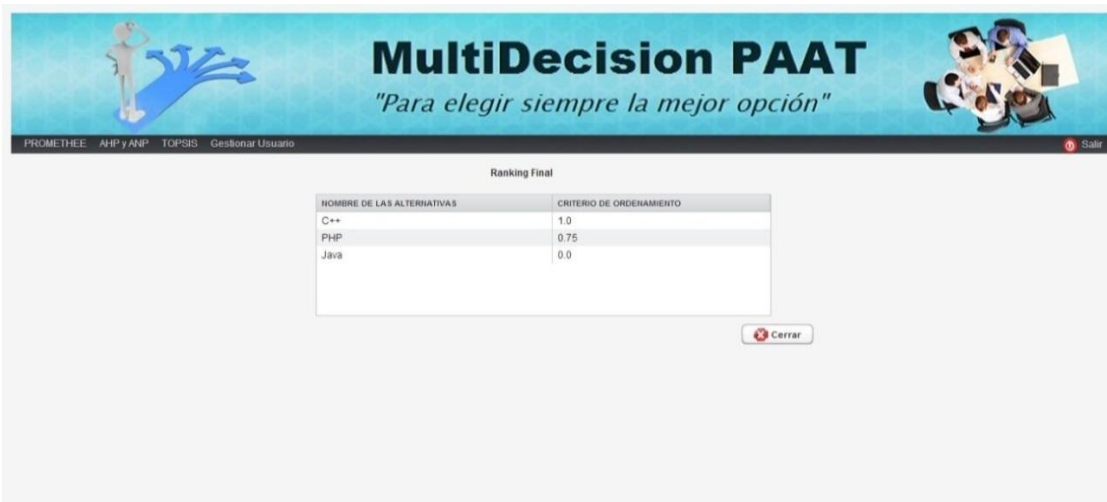 MultiDecision PAAT
"Para elegir siempre la mejor opción"
PROMETHEE AHP y ANP TOPSIS Gestionar Usuario Salir
Ranking Final
NOMBRE DE LAS ALTERNATIVAS CRITERIO DE ORDENAMIENTO
C++ 1.0
PHP 0.75
Java 0.0
Cerrar